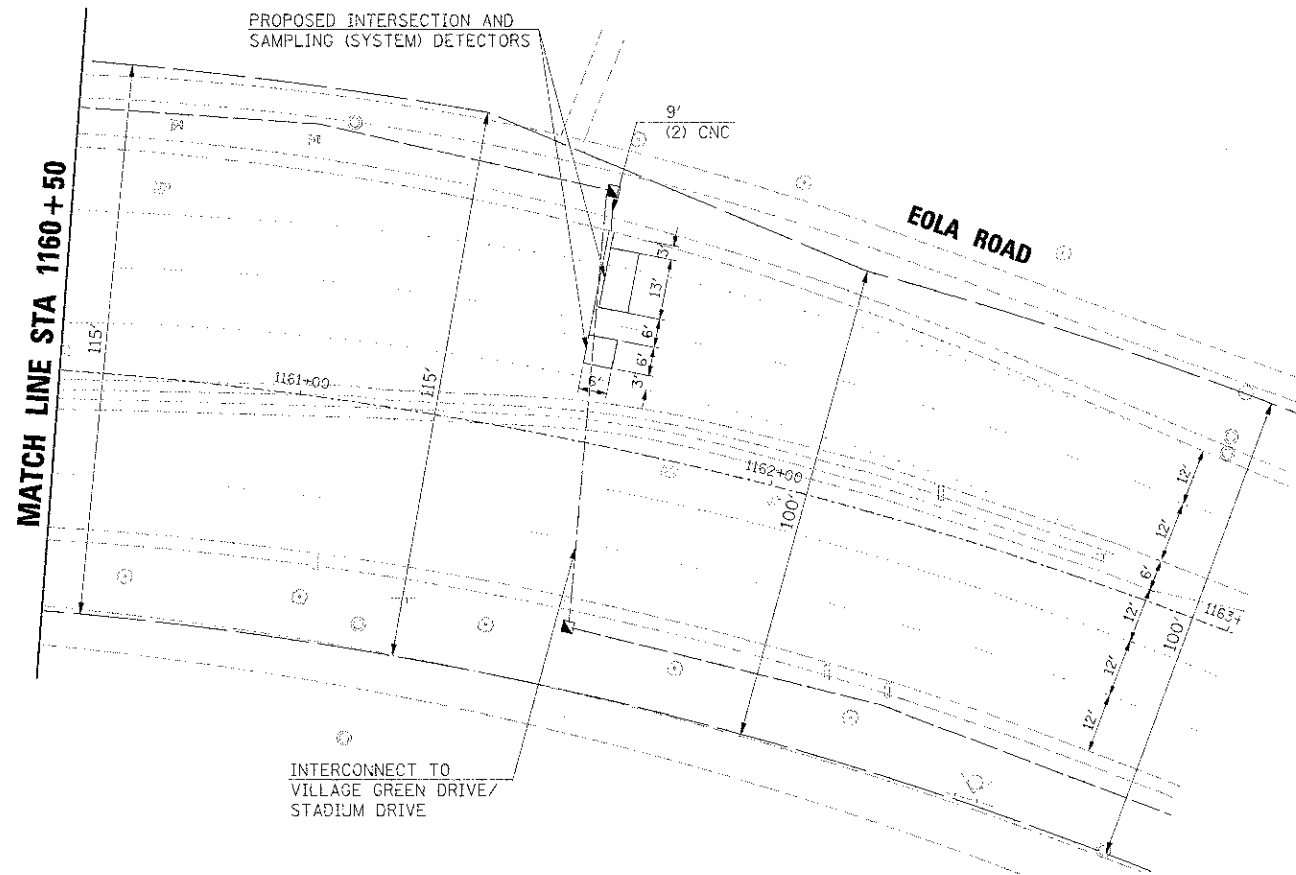 PROPOSED INTERSECTION AND
SAMPLING (SYSTEM) DETECTORS
9'
(2) CNC
EOLA ROAD
MATCH LINE STA 1160+50
115'
115'
3'
13'
6'
6'
6'
3'
1161+00
1162+00
100'
12'
12'
6'
12'
12'
12'
100'
1163+
INTERCONNECT TO
VILLAGE GREEN DRIVE/
STADIUM DRIVE